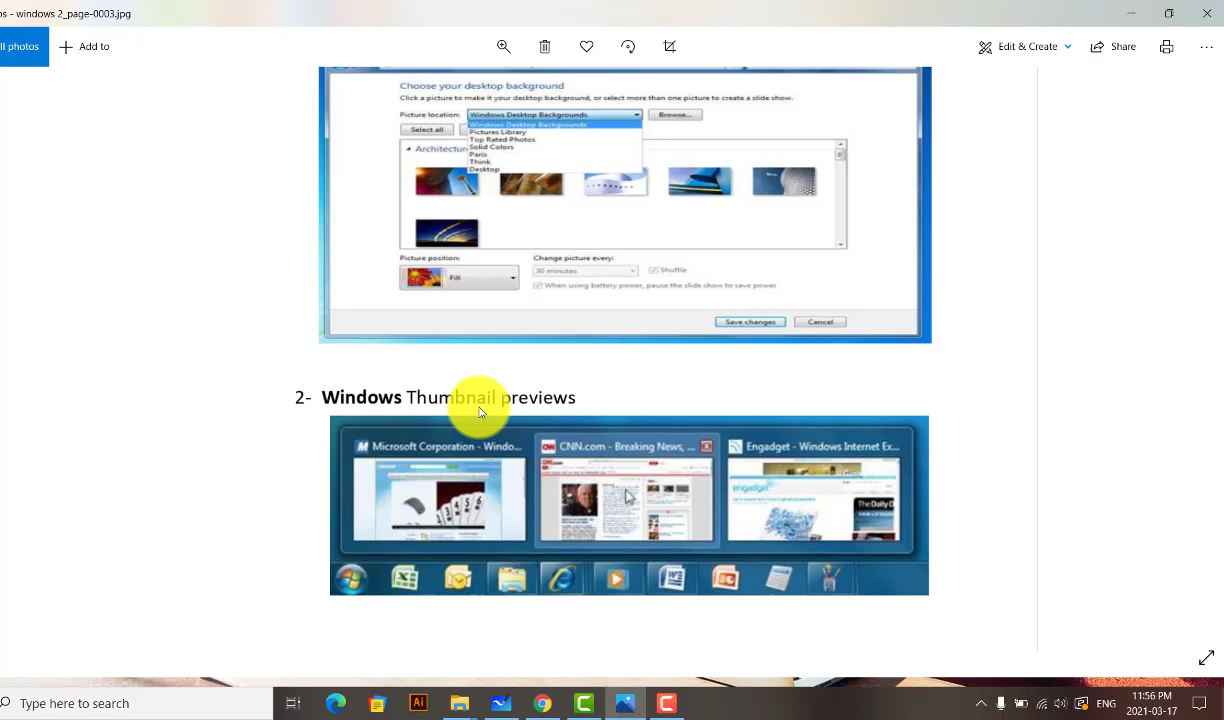 os - windows 2_page-0003.jpg
ll photos
Add to
Edit & Create
Share
Choose your desktop background
Click a picture to make it your desktop background, or select more than one picture to create a slide show.
Picture location:
Windows Desktop Backgrounds
Browse...
Windows Desktop Backgrounds
Select all
Pictures Library
Top Rated Photos
Solid Colors
Architectur
Paris
Think
Desktop
Picture position:
Change picture every:
Fill
30 minutes
Shuffle
When using battery power, pause the slide show to save power
Save changes
Cancel
2- Windows Thumbnail previews
Microsoft Corporation - Windo...
CNN.com - Breaking News, ...
Engadget - Windows Internet Ex...
engadget
The Daily D
Type here to search
Ai
ENG
11:56 PM
2021-03-17